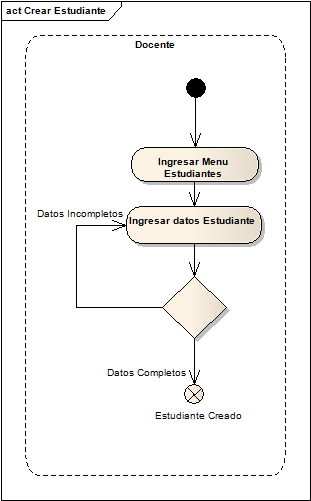 act Crear Estudiante
Docente
Ingresar Menu
Estudiantes
Datos Incompletos
Ingresar datos Estudiante
Datos Completos
Estudiante Creado